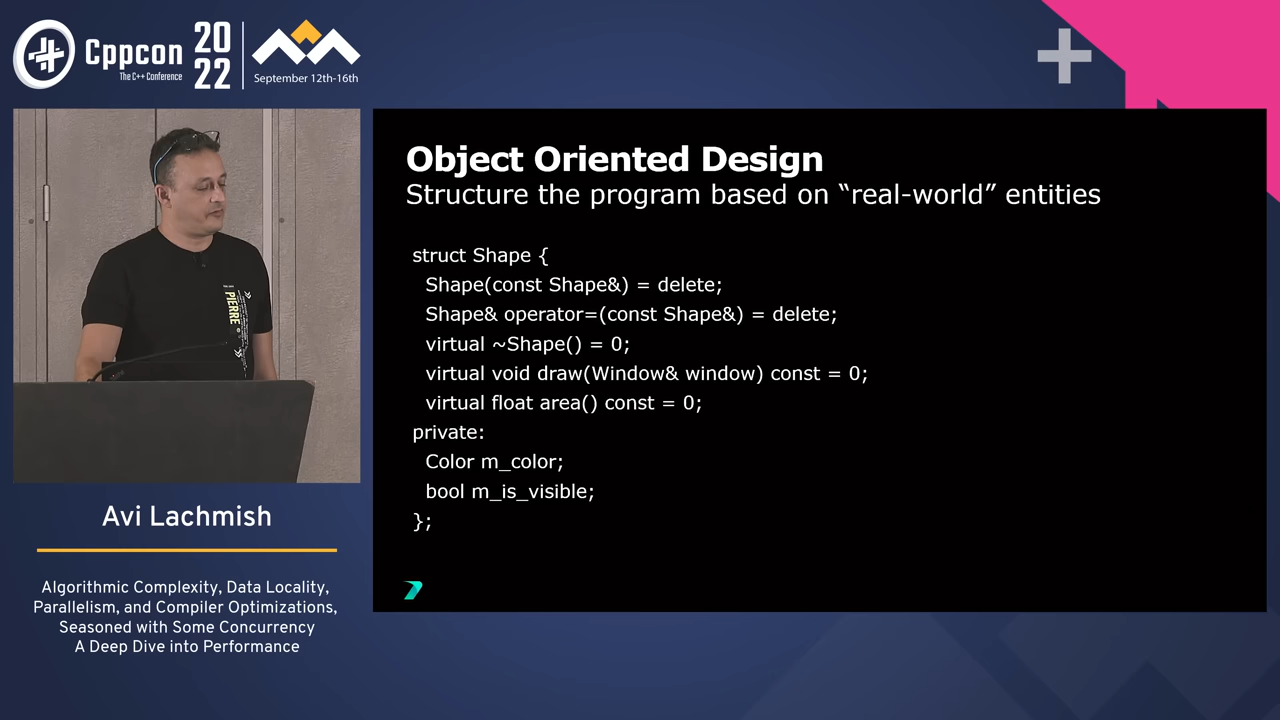 Cppcon
The C++ Conference
20
22
September 12th-16th
PIERRE
Object Oriented Design
Structure the program based on “real-world” entities
struct Shape {
Shape(const Shape&) = delete;
Shape& operator=(const Shape&) = delete;
virtual ~Shape() = 0;
virtual void draw(Window& window) const = 0;
virtual float area() const = 0;
private:
Color m_color;
bool m_is_visible;
};
Avi Lachmish
Algorithmic Complexity, Data Locality,
Parallelism, and Compiler Optimizations,
Seasoned with Some Concurrency
A Deep Dive into Performance